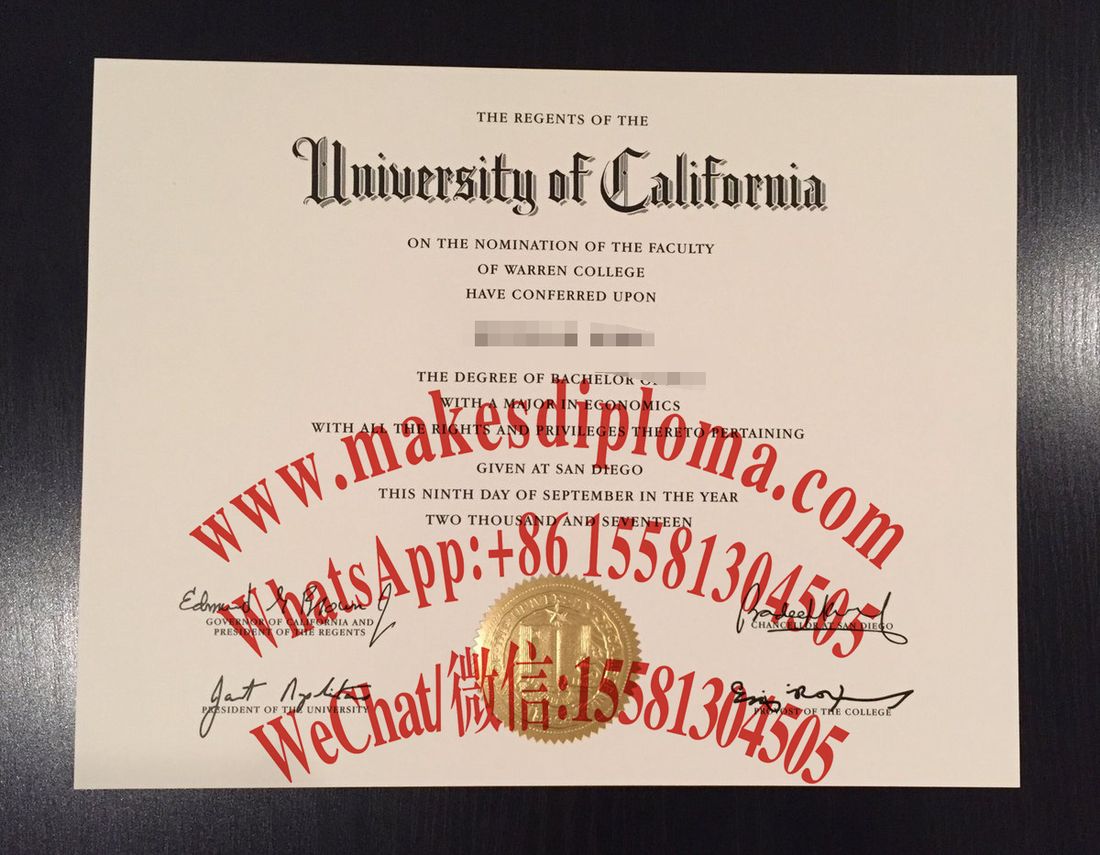 THE REGENTS OF THE
University of California
ON THE NOMINATION OF THE FACULTY
OF WARREN COLLEGE
HAVE CONFERRED UPON
THE DEGREE OF BACHELOR
WITH A MAJOR IN ECONOMICS
WITH ALL THE RIGHTS AND PRIVILEGES THERETO PERTAINING
www.makesdiploma.com
GIVEN AT SAN DIEGO
THIS NINTH DAY OF SEPTEMBER IN THE YEAR
TWO THOUSAND AND SEVENTEEN
WhatsApp:+86 15581304505
GOVERNOR OF CALIFORNIA AND
PRESIDENT OF THE REGENTS
CHANCELLOR AT SAN DIEGO
PRESIDENT OF THE UNIVERSITY
PROVOST OF THE COLLEGE
WeChat/微信:15581304505